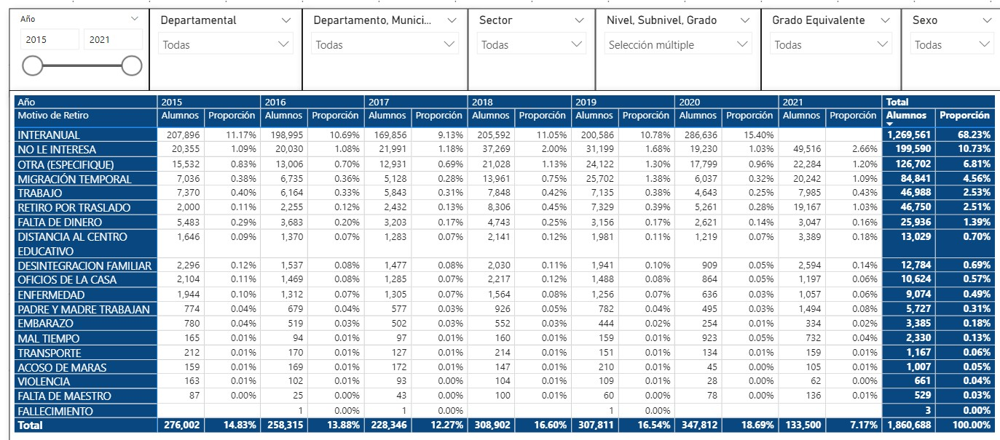 Año Departamental Departamento, Munici... Sector Nivel, Subnivel, Grado Grado Equivalente Sexo
2015 2021 Todas Todas Todas Selección múltiple Todas Todas
Año 2015 2016 2017 2018 2019 2020 2021 Total
Motivo de Retiro Alumnos Proporción Alumnos Proporción Alumnos Proporción Alumnos Proporción Alumnos Proporción Alumnos Proporción Alumnos Proporción Alumnos Proporción
INTERANUAL 207,896 11.17% 198,995 10.69% 169,856 9.13% 205,592 11.05% 200,586 10.78% 286,636 15.40% 1,269,561 68.23%
NO LE INTERESA 20,355 1.09% 20,030 1.08% 21,991 1.18% 37,269 2.00% 31,199 1.68% 19,230 1.03% 49,516 2.66% 199,590 10.73%
OTRA (ESPECIFIQUE) 15,532 0.83% 13,006 0.70% 12,931 0.69% 21,028 1.13% 24,122 1.30% 17,799 0.96% 22,284 1.20% 126,702 6.81%
MIGRACIÓN TEMPORAL 7,036 0.38% 6,735 0.36% 5,128 0.28% 13,961 0.75% 25,702 1.38% 6,037 0.32% 20,242 1.09% 84,841 4.56%
TRABAJO 7,370 0.40% 6,164 0.33% 5,843 0.31% 7,848 0.42% 7,135 0.38% 4,643 0.25% 7,985 0.43% 46,988 2.53%
RETIRO POR TRASLADO 2,000 0.11% 2,255 0.12% 2,432 0.13% 8,306 0.45% 7,329 0.39% 5,261 0.28% 19,167 1.03% 46,750 2.51%
FALTA DE DINERO 5,483 0.29% 3,683 0.20% 3,203 0.17% 4,743 0.25% 3,156 0.17% 2,621 0.14% 3,047 0.16% 25,936 1.39%
DISTANCIA AL CENTRO 1,646 0.09% 1,370 0.07% 1,283 0.07% 2,141 0.12% 1,981 0.11% 1,219 0.07% 3,389 0.18% 13,029 0.70%
EDUCATIVO
DESINTEGRACION FAMILIAR 2,296 0.12% 1,537 0.08% 1,477 0.08% 2,030 0.11% 1,941 0.10% 909 0.05% 2,594 0.14% 12,784 0.69%
OFICIOS DE LA CASA 2,104 0.11% 1,469 0.08% 1,285 0.07% 2,217 0.12% 1,488 0.08% 864 0.05% 1,197 0.06% 10,624 0.57%
ENFERMEDAD 1,944 0.10% 1,312 0.07% 1,305 0.07% 1,564 0.08% 1,256 0.07% 636 0.03% 1,057 0.06% 9,074 0.49%
PADRE Y MADRE TRABAJAN 774 0.04% 679 0.04% 577 0.03% 926 0.05% 782 0.04% 495 0.03% 1,494 0.08% 5,727 0.31%
EMBARAZO 780 0.04% 519 0.03% 502 0.03% 552 0.03% 444 0.02% 254 0.01% 334 0.02% 3,385 0.18%
MAL TIEMPO 165 0.01% 94 0.01% 97 0.01% 160 0.01% 159 0.01% 923 0.05% 732 0.04% 2,330 0.13%
TRANSPORTE 212 0.01% 170 0.01% 127 0.01% 214 0.01% 151 0.01% 134 0.01% 159 0.01% 1,167 0.06%
ACOSO DE MARAS 159 0.01% 169 0.01% 172 0.01% 147 0.01% 210 0.01% 45 0.00% 105 0.01% 1,007 0.05%
VIOLENCIA 163 0.01% 102 0.01% 93 0.00% 104 0.01% 109 0.01% 28 0.00% 62 0.00% 661 0.04%
FALTA DE MAESTRO 87 0.00% 25 0.00% 43 0.00% 100 0.01% 60 0.00% 78 0.00% 136 0.01% 529 0.03%
FALLECIMIENTO 1 0.00% 1 0.00% 1 0.00% 3 0.00%
Total 276,002 14.83% 258,315 13.88% 228,346 12.27% 308,902 16.60% 307,811 16.54% 347,812 18.69% 133,500 7.17% 1,860,688 100.00%